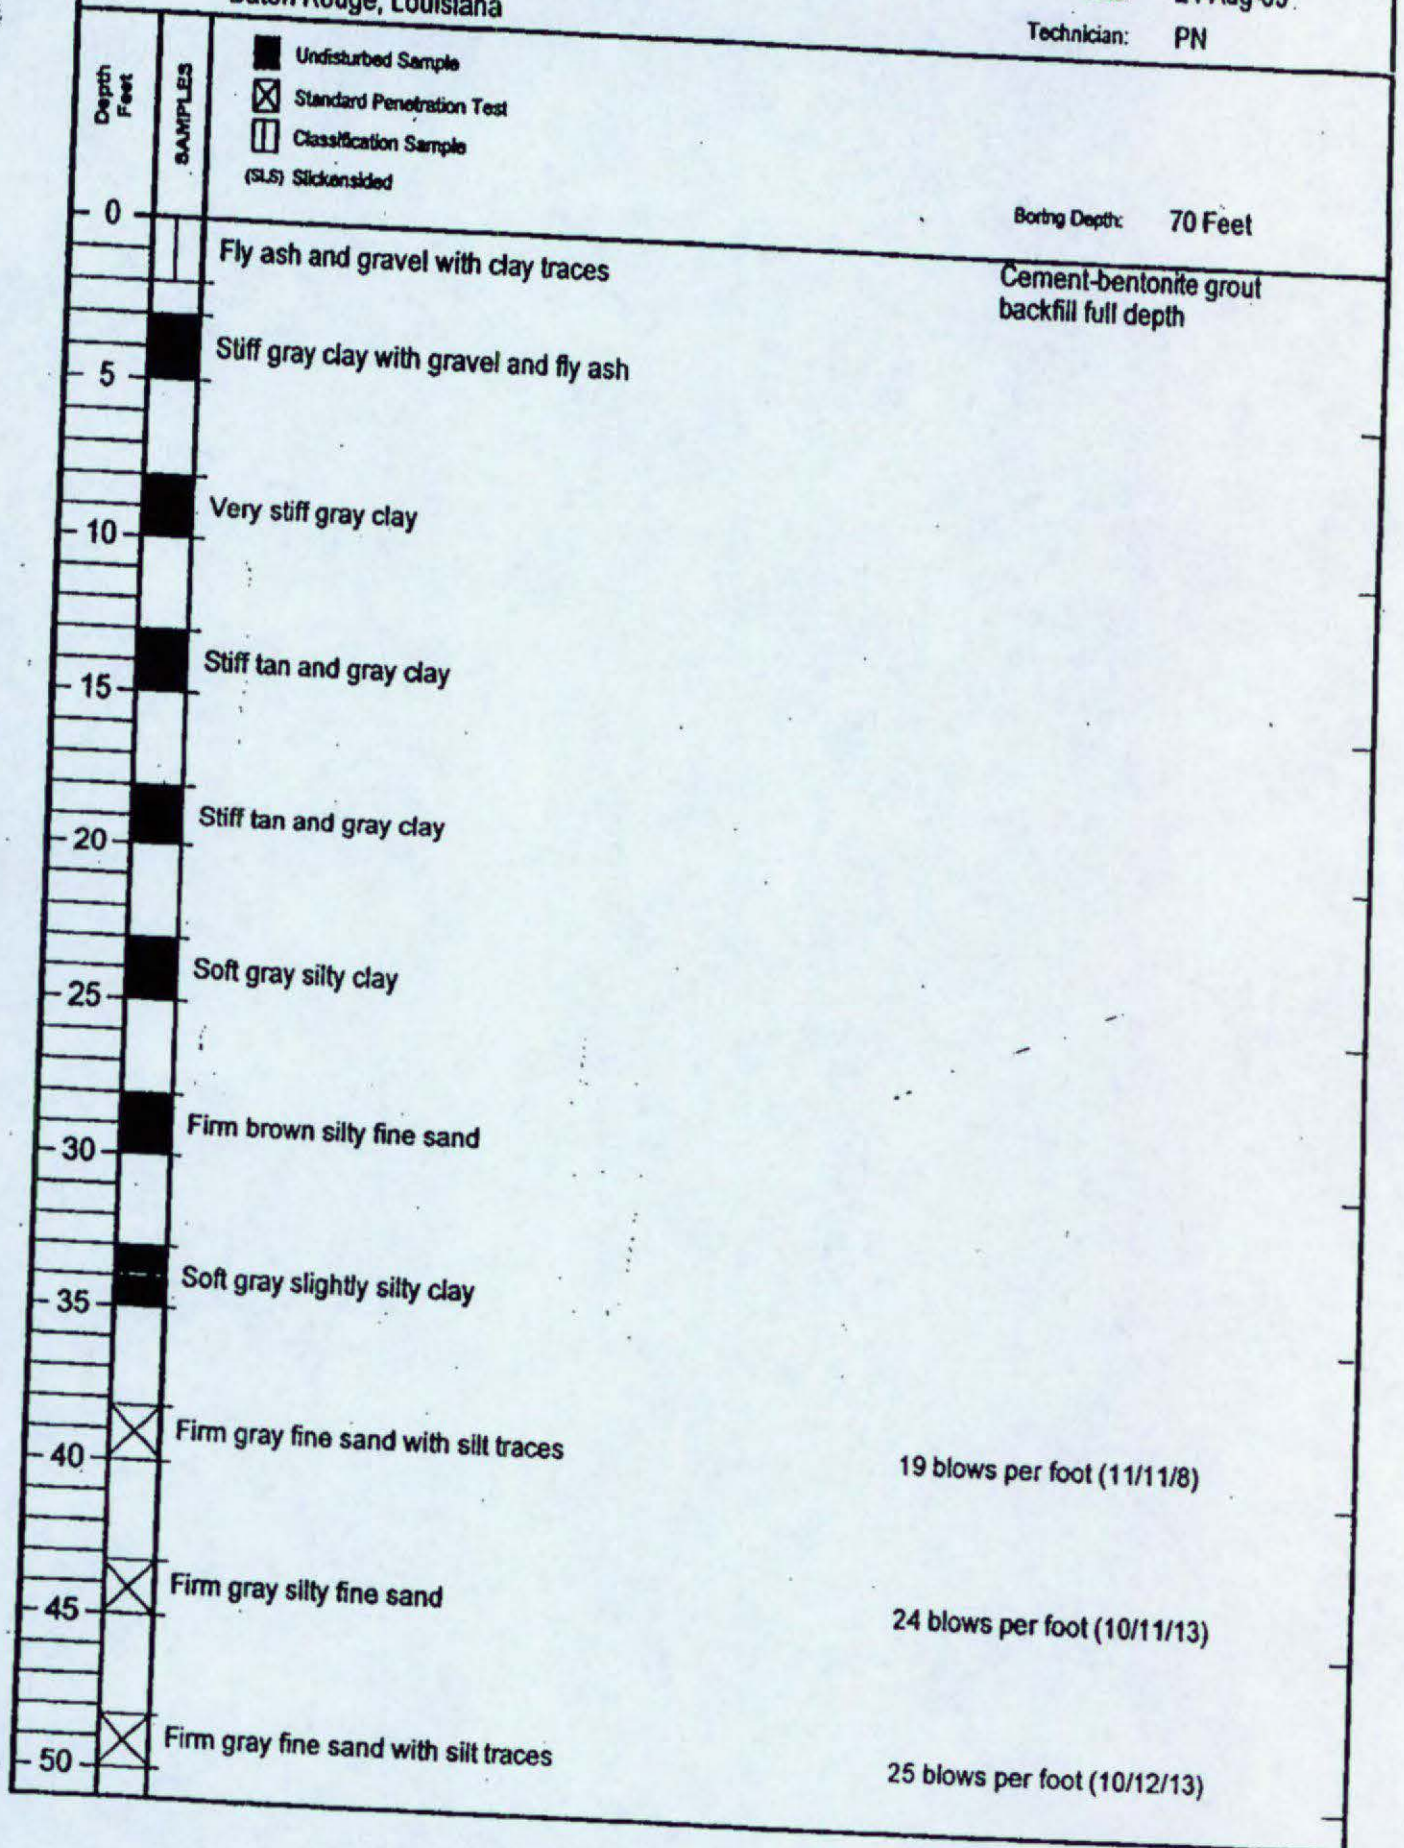 Rouge, Louisiana
Technician: PN
Depth
Feet
SAMPLES
Undisturbed Sample
Standard Penetration Test
Classification Sample
(SLS) Slickensided
Boring Depth: 70 Feet
0
Fly ash and gravel with clay traces
Cement-bentonite grout
backfill full depth
Stiff gray clay with gravel and fly ash
5
Very stiff gray clay
10
Stiff tan and gray clay
15
Stiff tan and gray clay
20
Soft gray silty clay
25
Firm brown silty fine sand
30
Soft gray slightly silty clay
35
Firm gray fine sand with silt traces
40
19 blows per foot (11/11/8)
Firm gray silty fine sand
45
24 blows per foot (10/11/13)
Firm gray fine sand with silt traces
50
25 blows per foot (10/12/13)